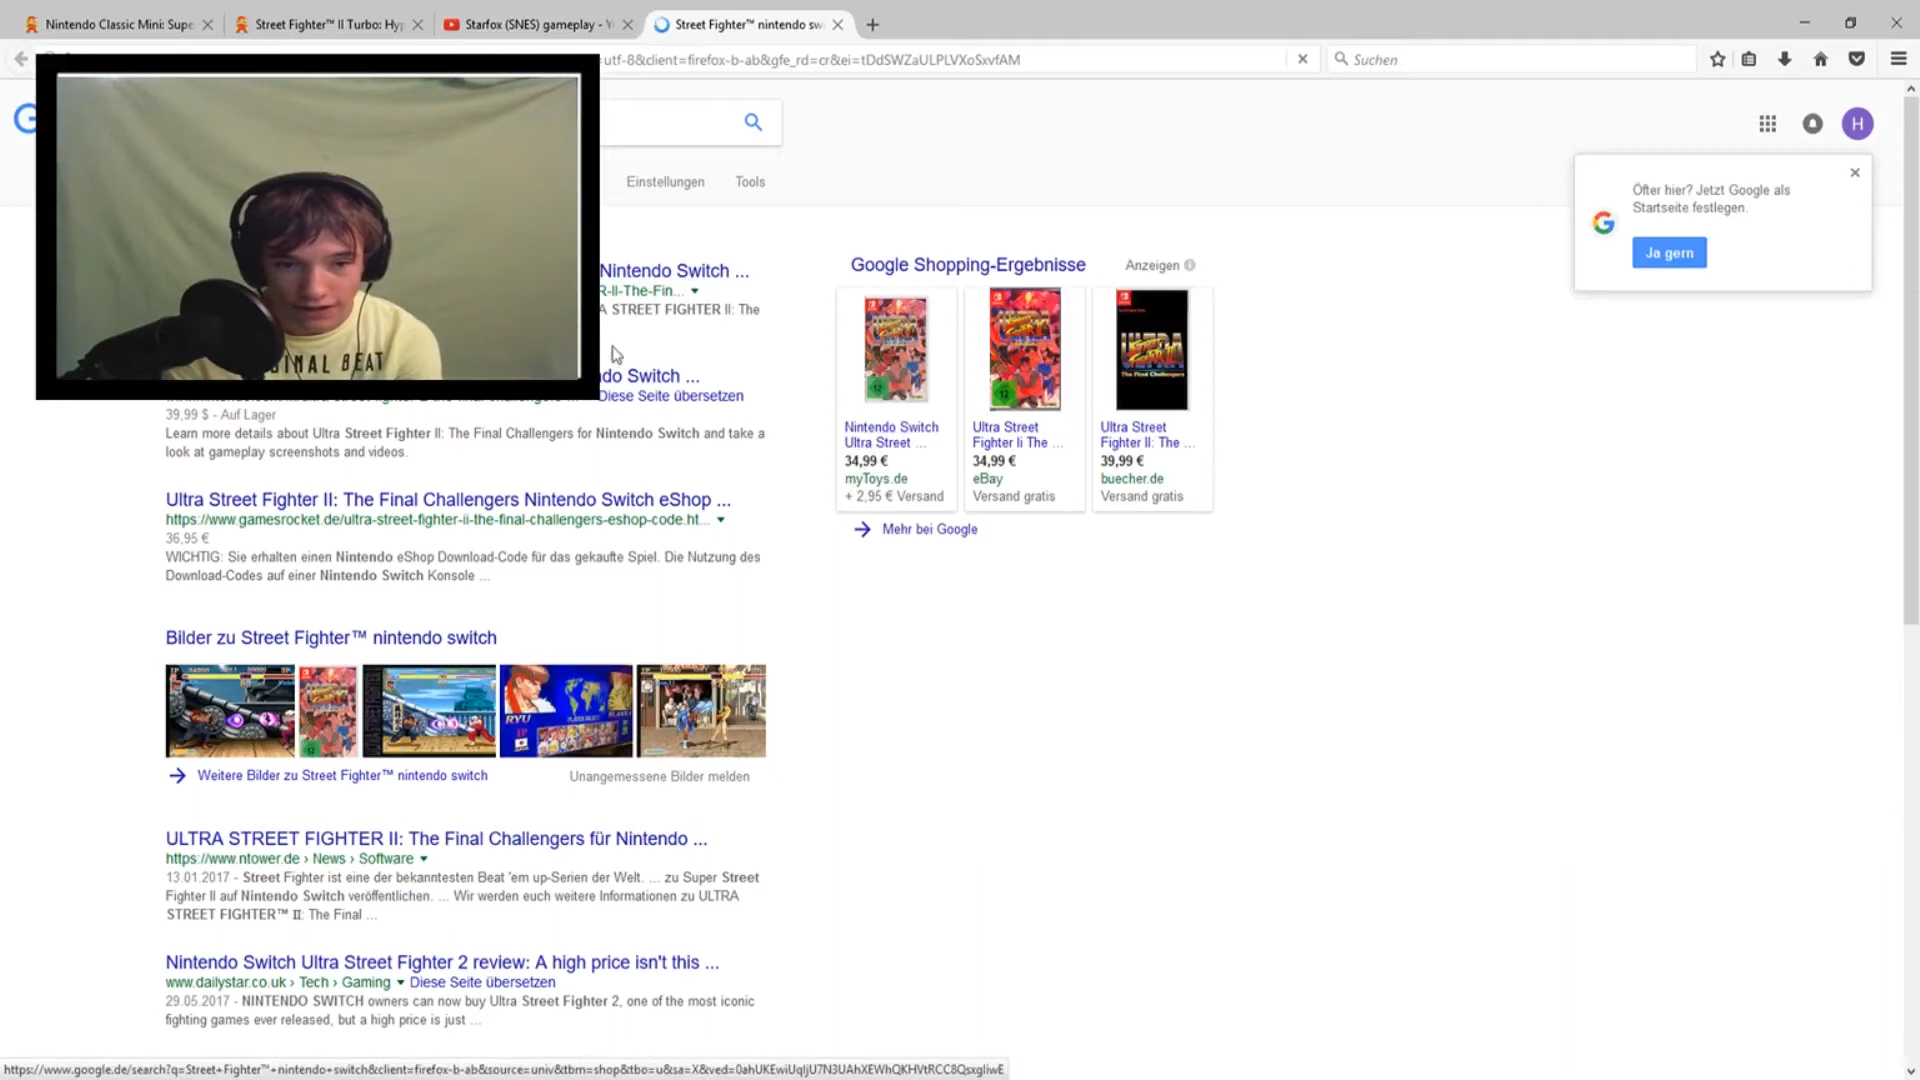 Nintendo Classic Mini: Supe
Street Fighter™ II Turbo: Hyp
Starfox (SNES) gameplay - Y
Street Fighter™ nintendo sw
utf-8&client=firefox-b-ab&gfe_rd=cr&ei=tDdSWZaULPLVXoSxvfAM
Suchen
G
H
Einstellungen
Tools
Öfter hier? Jetzt Google als
Startseite festlegen.
Ja gern
INAL BEAT
Nintendo Switch ...
R-II-The-Fin...
A STREET FIGHTER II: The
do Switch ...
Diese Seite übersetzen
39,99 $ - Auf Lager
Learn more details about Ultra Street Fighter II: The Final Challengers for Nintendo Switch and take a
look at gameplay screenshots and videos.
Ultra Street Fighter II: The Final Challengers Nintendo Switch eShop ...
https://www.gamesrocket.de/ultra-street-fighter-ii-the-final-challengers-eshop-code.ht...
36,95 €
WICHTIG: Sie erhalten einen Nintendo eShop Download-Code für das gekaufte Spiel. Die Nutzung des
Download-Codes auf einer Nintendo Switch Konsole ...
Google Shopping-Ergebnisse
Anzeigen
ULTRA
The Final Challengers
Nintendo Switch
Ultra Street ...
34,99 €
myToys.de
+ 2,95 € Versand
Ultra Street
Fighter Ii The ...
34,99 €
eBay
Versand gratis
Ultra Street
Fighter II: The ...
39,99 €
buecher.de
Versand gratis
Mehr bei Google
Bilder zu Street Fighter™ nintendo switch
RYU
Weitere Bilder zu Street Fighter™ nintendo switch
Unangemessene Bilder melden
ULTRA STREET FIGHTER II: The Final Challengers für Nintendo ...
https://www.ntower.de › News › Software
13.01.2017 - Street Fighter ist eine der bekanntesten Beat 'em up-Serien der Welt. ... zu Super Street
Fighter II auf Nintendo Switch veröffentlichen. ... Wir werden euch weitere Informationen zu ULTRA
STREET FIGHTER™ II: The Final ...
Nintendo Switch Ultra Street Fighter 2 review: A high price isn't this ...
www.dailystar.co.uk › Tech › Gaming
Diese Seite übersetzen
29.05.2017 - NINTENDO SWITCH owners can now buy Ultra Street Fighter 2, one of the most iconic
fighting games ever released, but a high price is just ...